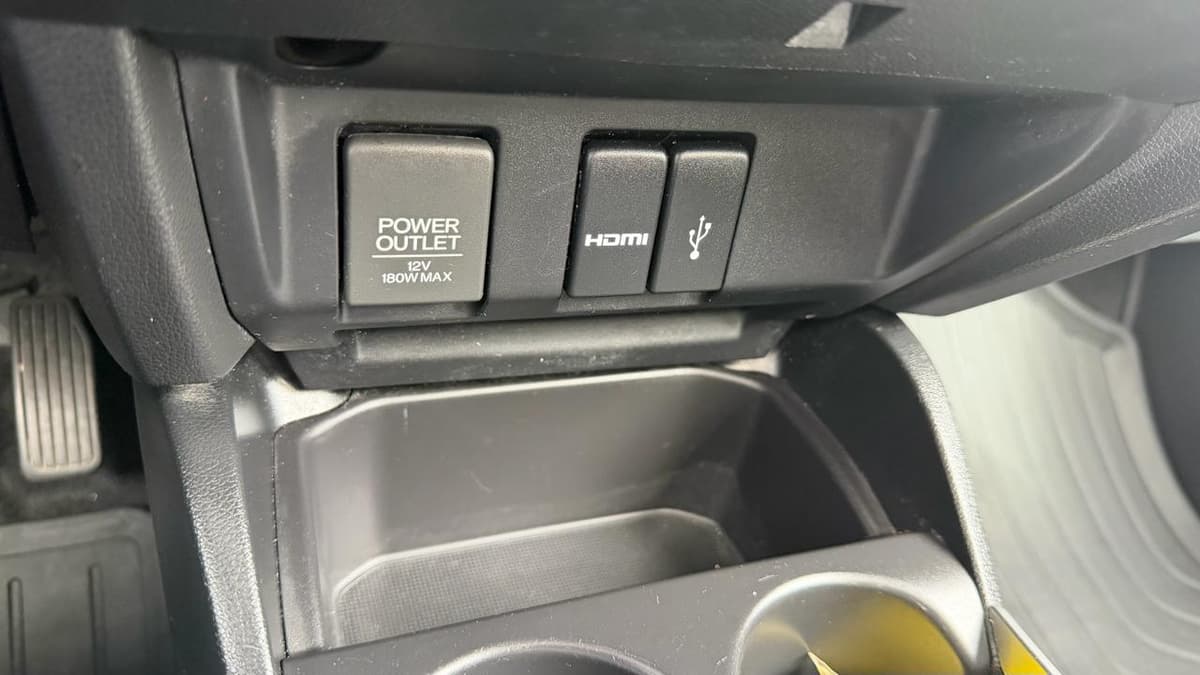 POWER
OUTLET
12V
180W MAX
HDMI